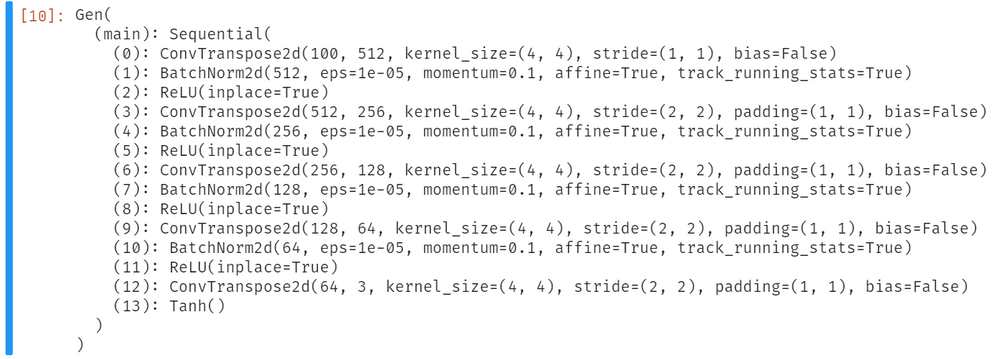 [10]: Gen(
(main): Sequential(
(0): ConvTranspose2d(100, 512, kernel_size=(4, 4), stride=(1, 1), bias=False)
(1): BatchNorm2d(512, eps=1e-05, momentum=0.1, affine=True, track_running_stats=True)
(2): ReLU(inplace=True)
(3): ConvTranspose2d(512, 256, kernel_size=(4, 4), stride=(2, 2), padding=(1, 1), bias=False)
(4): BatchNorm2d(256, eps=1e-05, momentum=0.1, affine=True, track_running_stats=True)
(5): ReLU(inplace=True)
(6): ConvTranspose2d(256, 128, kernel_size=(4, 4), stride=(2, 2), padding=(1, 1), bias=False)
(7): BatchNorm2d(128, eps=1e-05, momentum=0.1, affine=True, track_running_stats=True)
(8): ReLU(inplace=True)
(9): ConvTranspose2d(128, 64, kernel_size=(4, 4), stride=(2, 2), padding=(1, 1), bias=False)
(10): BatchNorm2d(64, eps=1e-05, momentum=0.1, affine=True, track_running_stats=True)
(11): ReLU(inplace=True)
(12): ConvTranspose2d(64, 3, kernel_size=(4, 4), stride=(2, 2), padding=(1, 1), bias=False)
(13): Tanh()
)
)